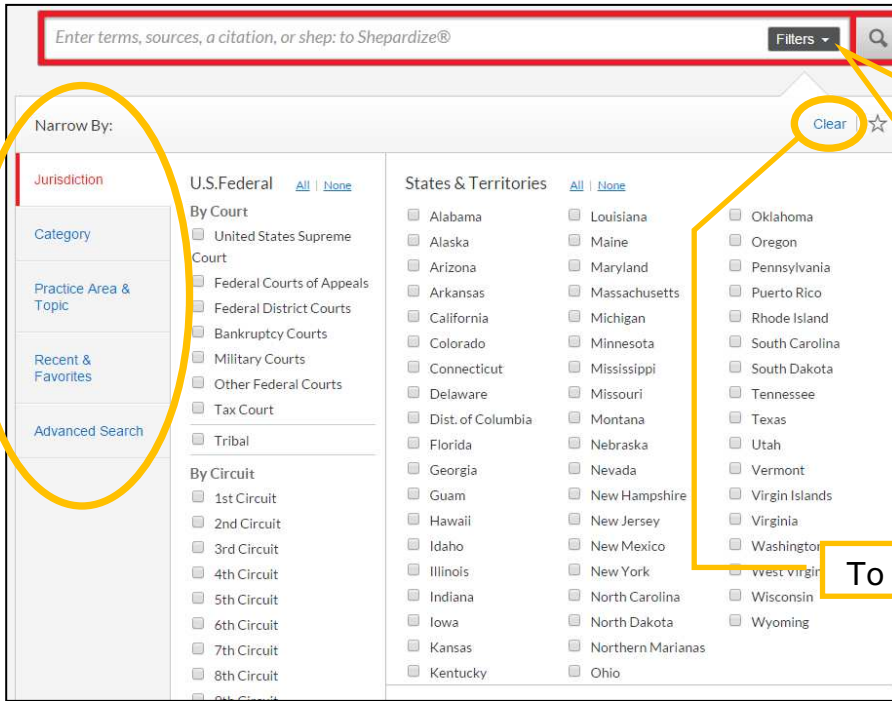 Enter terms, sources, a citation, or shep: to Shepardize®
Filters
Narrow By:
Clear
Jurisdiction
Category
Practice Area &
Topic
Recent &
Favorites
Advanced Search
U.S.Federal All | None
By Court
United States Supreme
Court
Federal Courts of Appeals
Federal District Courts
Bankruptcy Courts
Military Courts
Other Federal Courts
Tax Court
Tribal
By Circuit
1st Circuit
2nd Circuit
3rd Circuit
4th Circuit
5th Circuit
6th Circuit
7th Circuit
8th Circuit
States & Territories All | None
Alabama
Alaska
Arizona
Arkansas
California
Colorado
Connecticut
Delaware
Dist. of Columbia
Florida
Georgia
Guam
Hawaii
Idaho
Illinois
Indiana
Iowa
Kansas
Kentucky
Louisiana
Maine
Maryland
Massachusetts
Michigan
Minnesota
Mississippi
Missouri
Montana
Nebraska
Nevada
New Hampshire
New Jersey
New Mexico
New York
North Carolina
North Dakota
Northern Marianas
Ohio
Oklahoma
Oregon
Pennsylvania
Puerto Rico
Rhode Island
South Carolina
South Dakota
Tennessee
Texas
Utah
Vermont
Virgin Islands
Virginia
Washington
West Virgin
Wisconsin
Wyoming
To